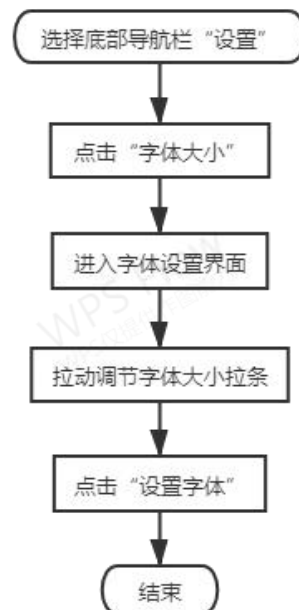 选择底部导航栏“设置”
点击“字体大小”
进入字体设置界面
拉动调节字体大小拉条
点击“设置字体”
结束